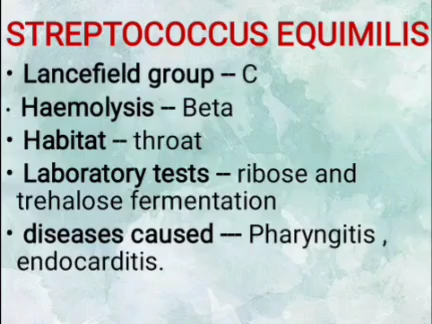 STREPTOCOCCUS EQUIMILIS
• Lancefield group -- C
• Haemolysis -- Beta
• Habitat -- throat
• Laboratory tests -- ribose and
trehalose fermentation
• diseases caused --- Pharyngitis ,
endocarditis.